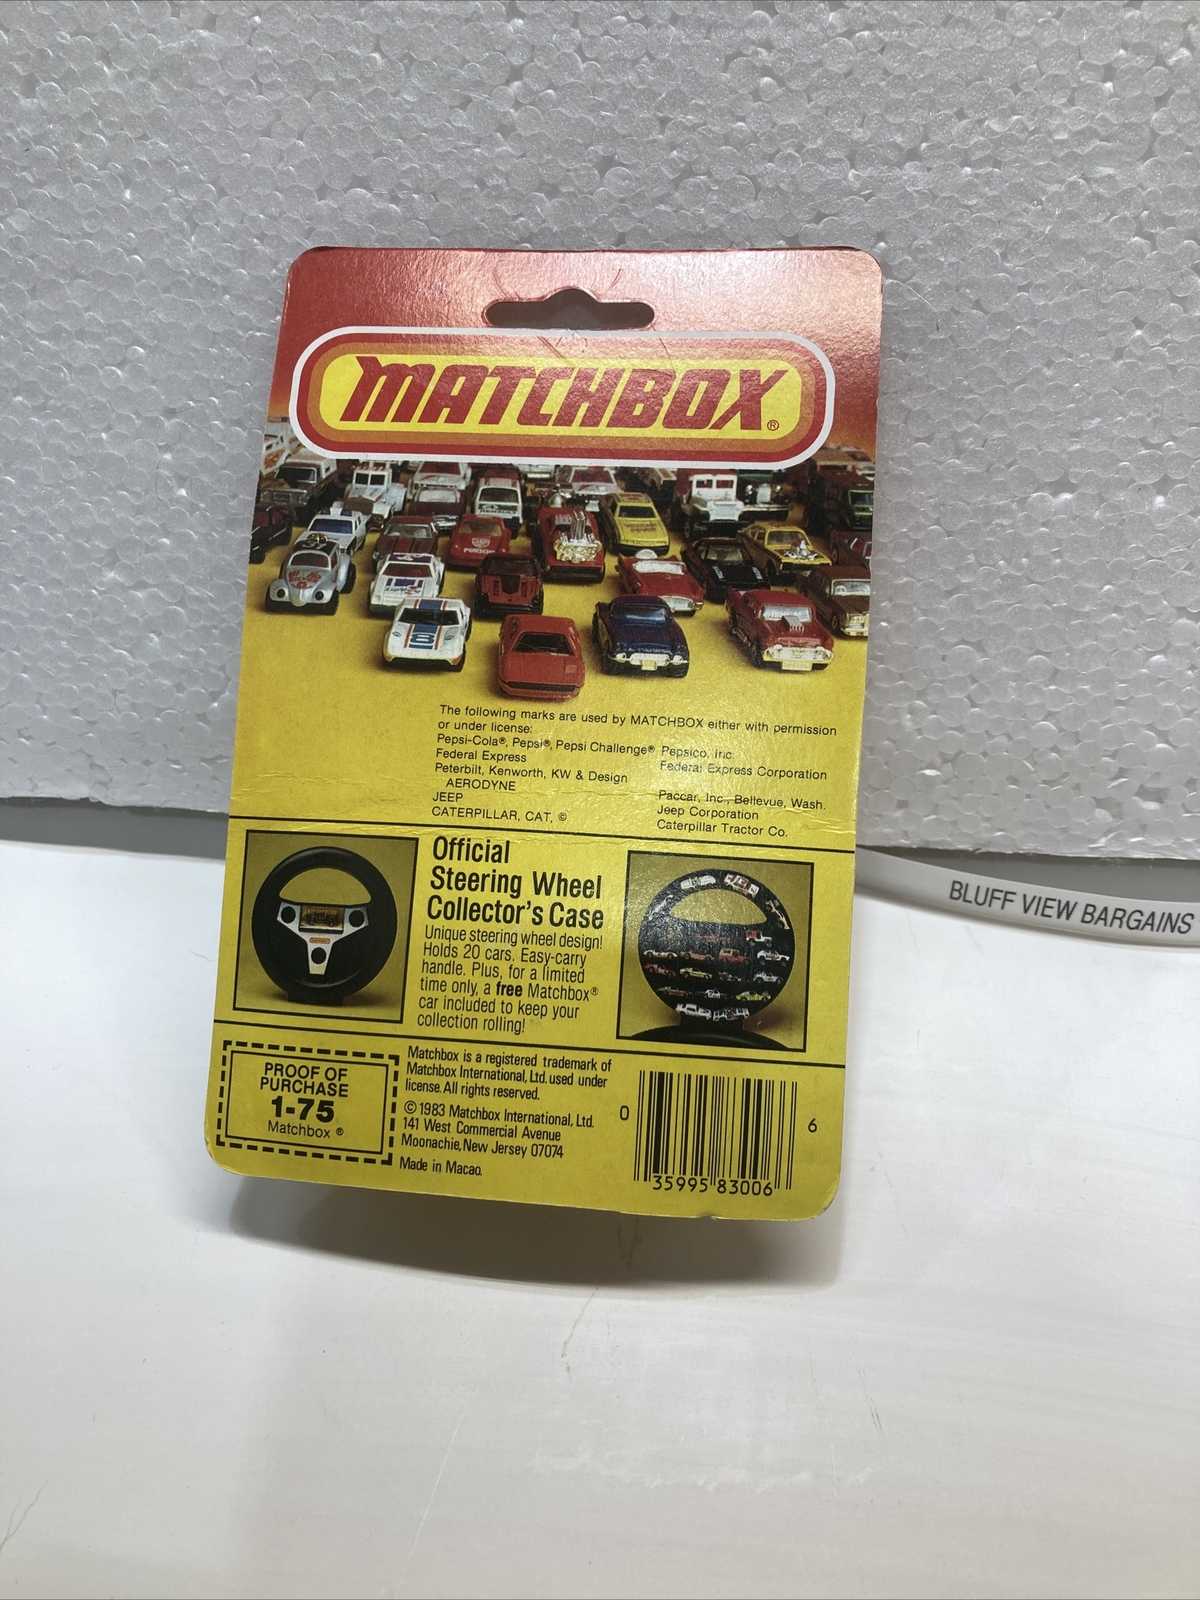 MATCHBOX®
The following marks are used by MATCHBOX either with permission
or under license:
Pepsi-Cola®, Pepsi®, Pepsi Challenge® Pepsico, Inc.
Federal Express Federal Express Corporation
Peterbilt, Kenworth, KW & Design
AERODYNE Paccar, Inc., Bellevue, Wash.
JEEP Jeep Corporation
CATERPILLAR, CAT, © Caterpillar Tractor Co.
Official
Steering Wheel
Collector's Case
Unique steering wheel design!
Holds 20 cars. Easy-carry
handle. Plus, for a limited
time only, a free Matchbox®
car included to keep your
collection rolling!
PROOF OF
PURCHASE
1-75
Matchbox ®
Matchbox is a registered trademark of
Matchbox International, Ltd. used under
license. All rights reserved.
© 1983 Matchbox International, Ltd.
141 West Commercial Avenue
Moonachie, New Jersey 07074
Made in Macao.
0 35995 83006 6
BLUFF VIEW BARGAINS
8